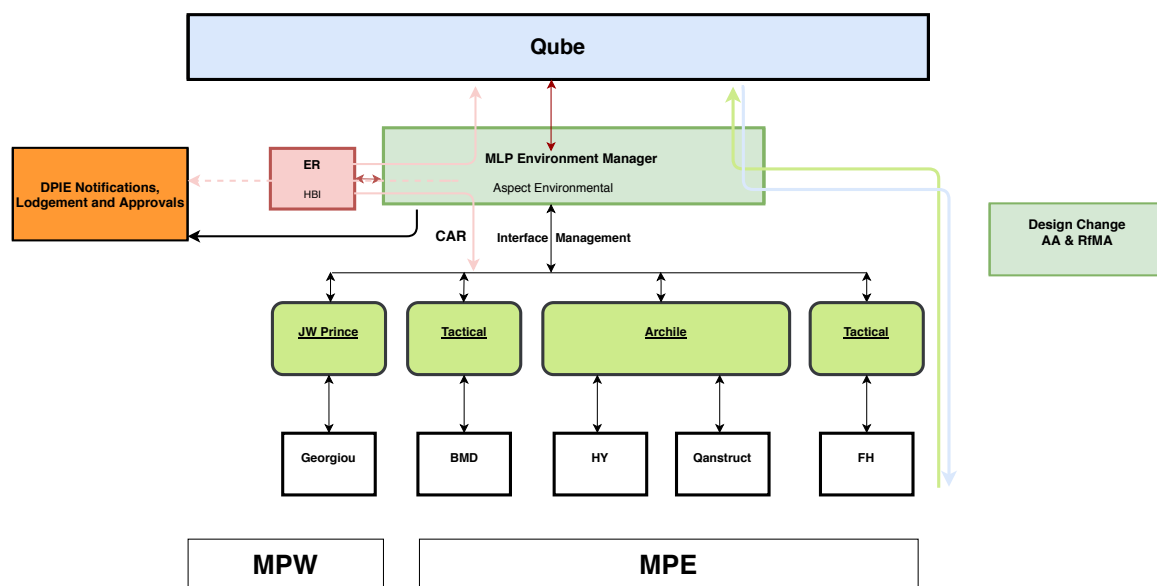 Qube
MLP Environment Manager
Aspect Environmental
ER
HBI
DPIE Notifications,
Lodgement and Approvals
Design Change
AA & RfMA
CAR
Interface Management
JW Prince
Tactical
Archile
Tactical
Georgiou
BMD
HY
Qanstruct
FH
MPW
MPE